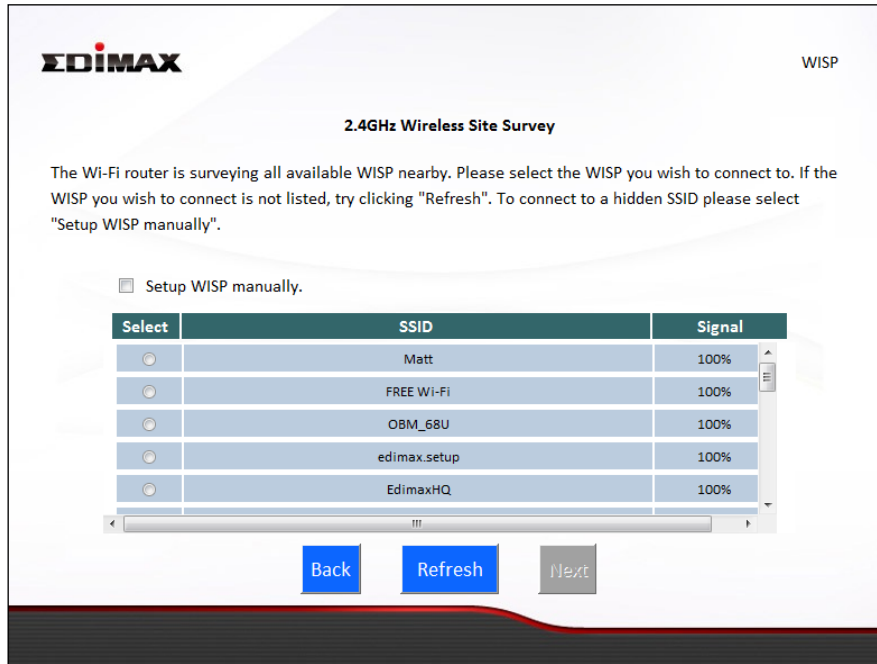 EDIMAX
WISP
2.4GHz Wireless Site Survey
The Wi-Fi router is surveying all available WISP nearby. Please select the WISP you wish to connect to. If the
WISP you wish to connect is not listed, try clicking "Refresh". To connect to a hidden SSID please select
"Setup WISP manually".
Setup WISP manually.
Select SSID Signal
Matt 100%
FREE Wi-Fi 100%
OBM_68U 100%
edimax.setup 100%
EdimaxHQ 100%
Back Refresh Next